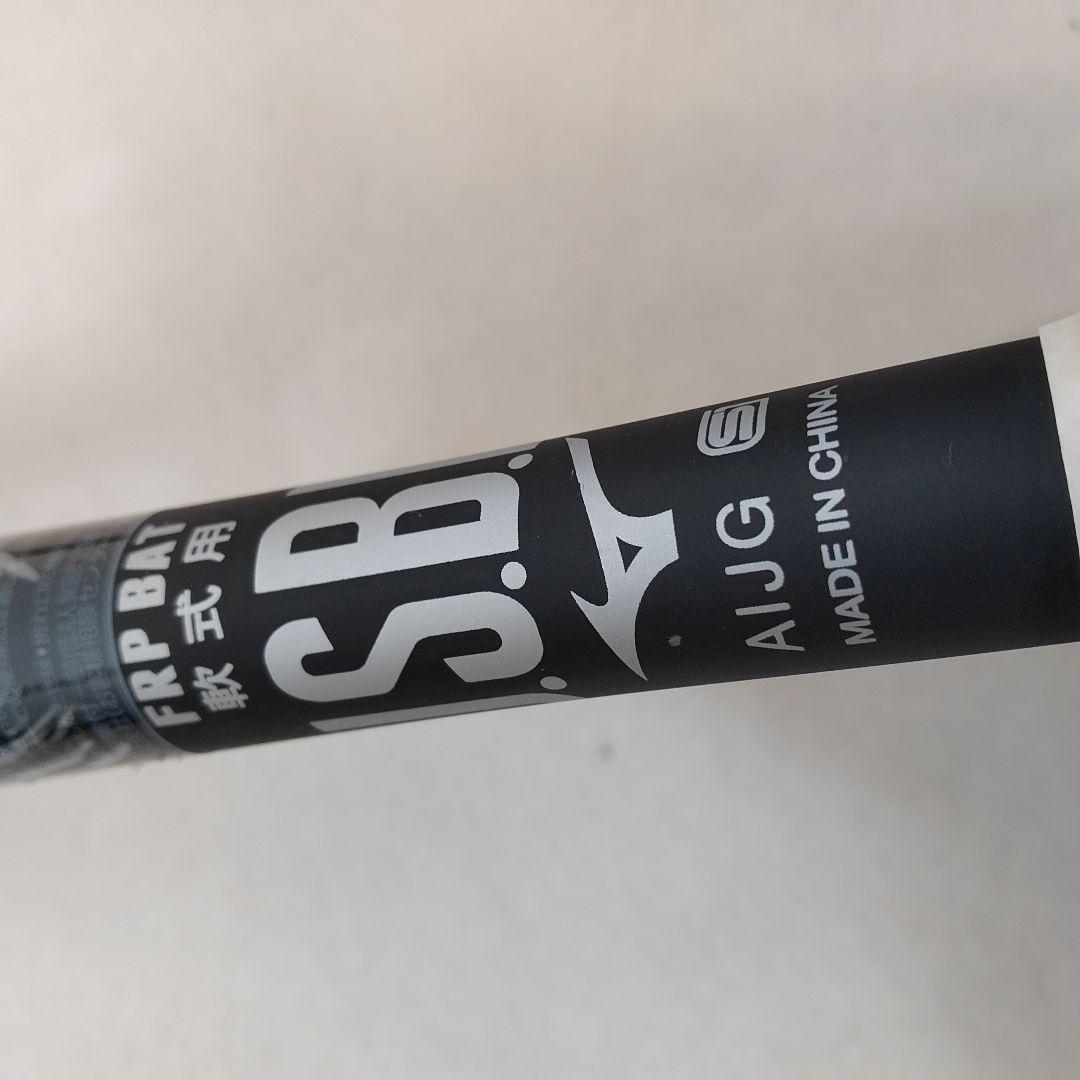 FRP BAT
軟式用
S.B.
AIJG S
MADE IN CHINA